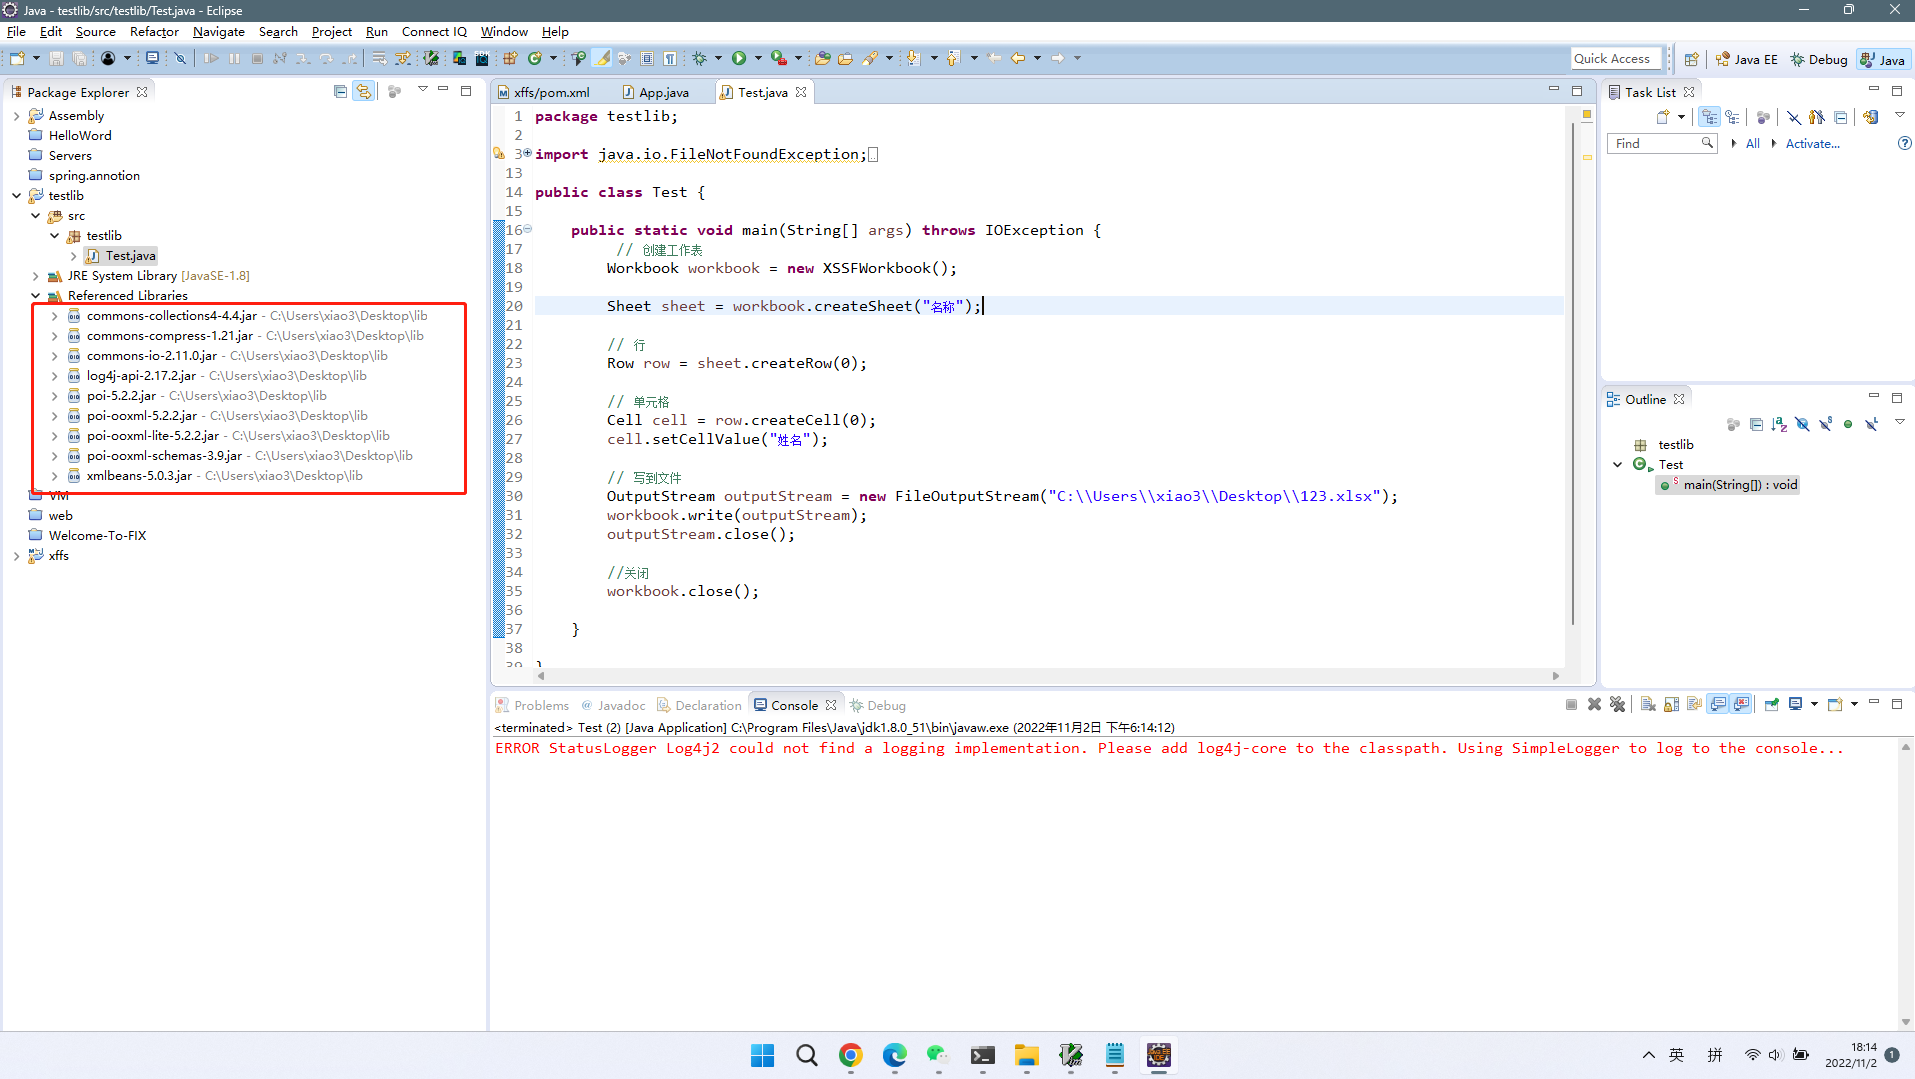 Java - testlib/src/testlib/Test.java - Eclipse
File Edit Source Refactor Navigate Search Project Run Connect IQ Window Help
Quick Access
Java EE
Debug
Java
Package Explorer
Assembly
HelloWord
Servers
spring.annotion
testlib
src
testlib
Test.java
JRE System Library [JavaSE-1.8]
Referenced Libraries
commons-collections4-4.4.jar - C:\Users\xiao3\Desktop\lib
commons-compress-1.21.jar - C:\Users\xiao3\Desktop\lib
commons-io-2.11.0.jar - C:\Users\xiao3\Desktop\lib
log4j-api-2.17.2.jar - C:\Users\xiao3\Desktop\lib
poi-5.2.2.jar - C:\Users\xiao3\Desktop\lib
poi-ooxml-5.2.2.jar - C:\Users\xiao3\Desktop\lib
poi-ooxml-lite-5.2.2.jar - C:\Users\xiao3\Desktop\lib
poi-ooxml-schemas-3.9.jar - C:\Users\xiao3\Desktop\lib
xmlbeans-5.0.3.jar - C:\Users\xiao3\Desktop\lib
VM
web
Welcome-To-FIX
xffs
xffs/pom.xml App.java Test.java
1 package testlib;
2
3 import java.io.FileNotFoundException;
13
14 public class Test {
15
16 public static void main(String[] args) throws IOException {
17 // 创建工作表
18 Workbook workbook = new XSSFWorkbook();
19
20 Sheet sheet = workbook.createSheet("名称");
21
22 // 行
23 Row row = sheet.createRow(0);
24
25 // 单元格
26 Cell cell = row.createCell(0);
27 cell.setCellValue("姓名");
28
29 // 写到文件
30 OutputStream outputStream = new FileOutputStream("C:\\Users\\xiao3\\Desktop\\123.xlsx");
31 workbook.write(outputStream);
32 outputStream.close();
33
34 //关闭
35 workbook.close();
36
37 }
38
39 }
Task List
Find
All
Activate...
Outline
testlib
Test
main(String[]) : void
Problems @ Javadoc Declaration Console Debug
<terminated> Test (2) [Java Application] C:\Program Files\Java\jdk1.8.0_51\bin\javaw.exe (2022年11月2日 下午6:14:12)
ERROR StatusLogger Log4j2 could not find a logging implementation. Please add log4j-core to the classpath. Using SimpleLogger to log to the console...
英
拼
18:14
2022/11/2
1